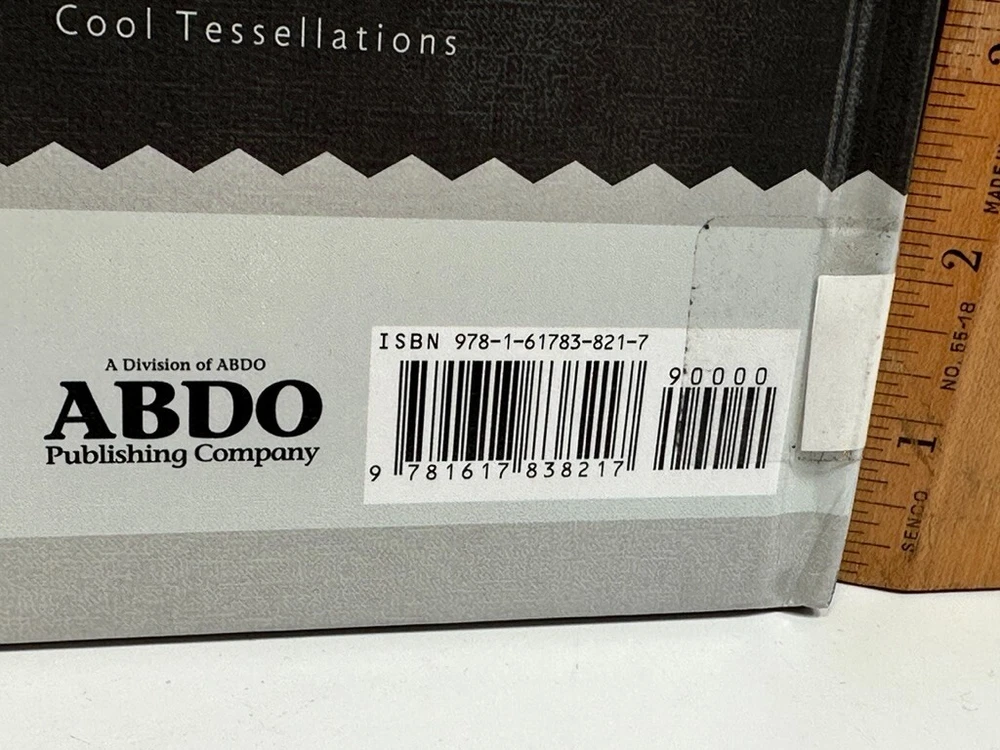 Cool Tessellations
ISBN 978-1-61783-821-7
90000
9 781617 838217
A Division of ABDO
ABDO
Publishing Company
2
MADE
NO. 55-18
1
SENCO